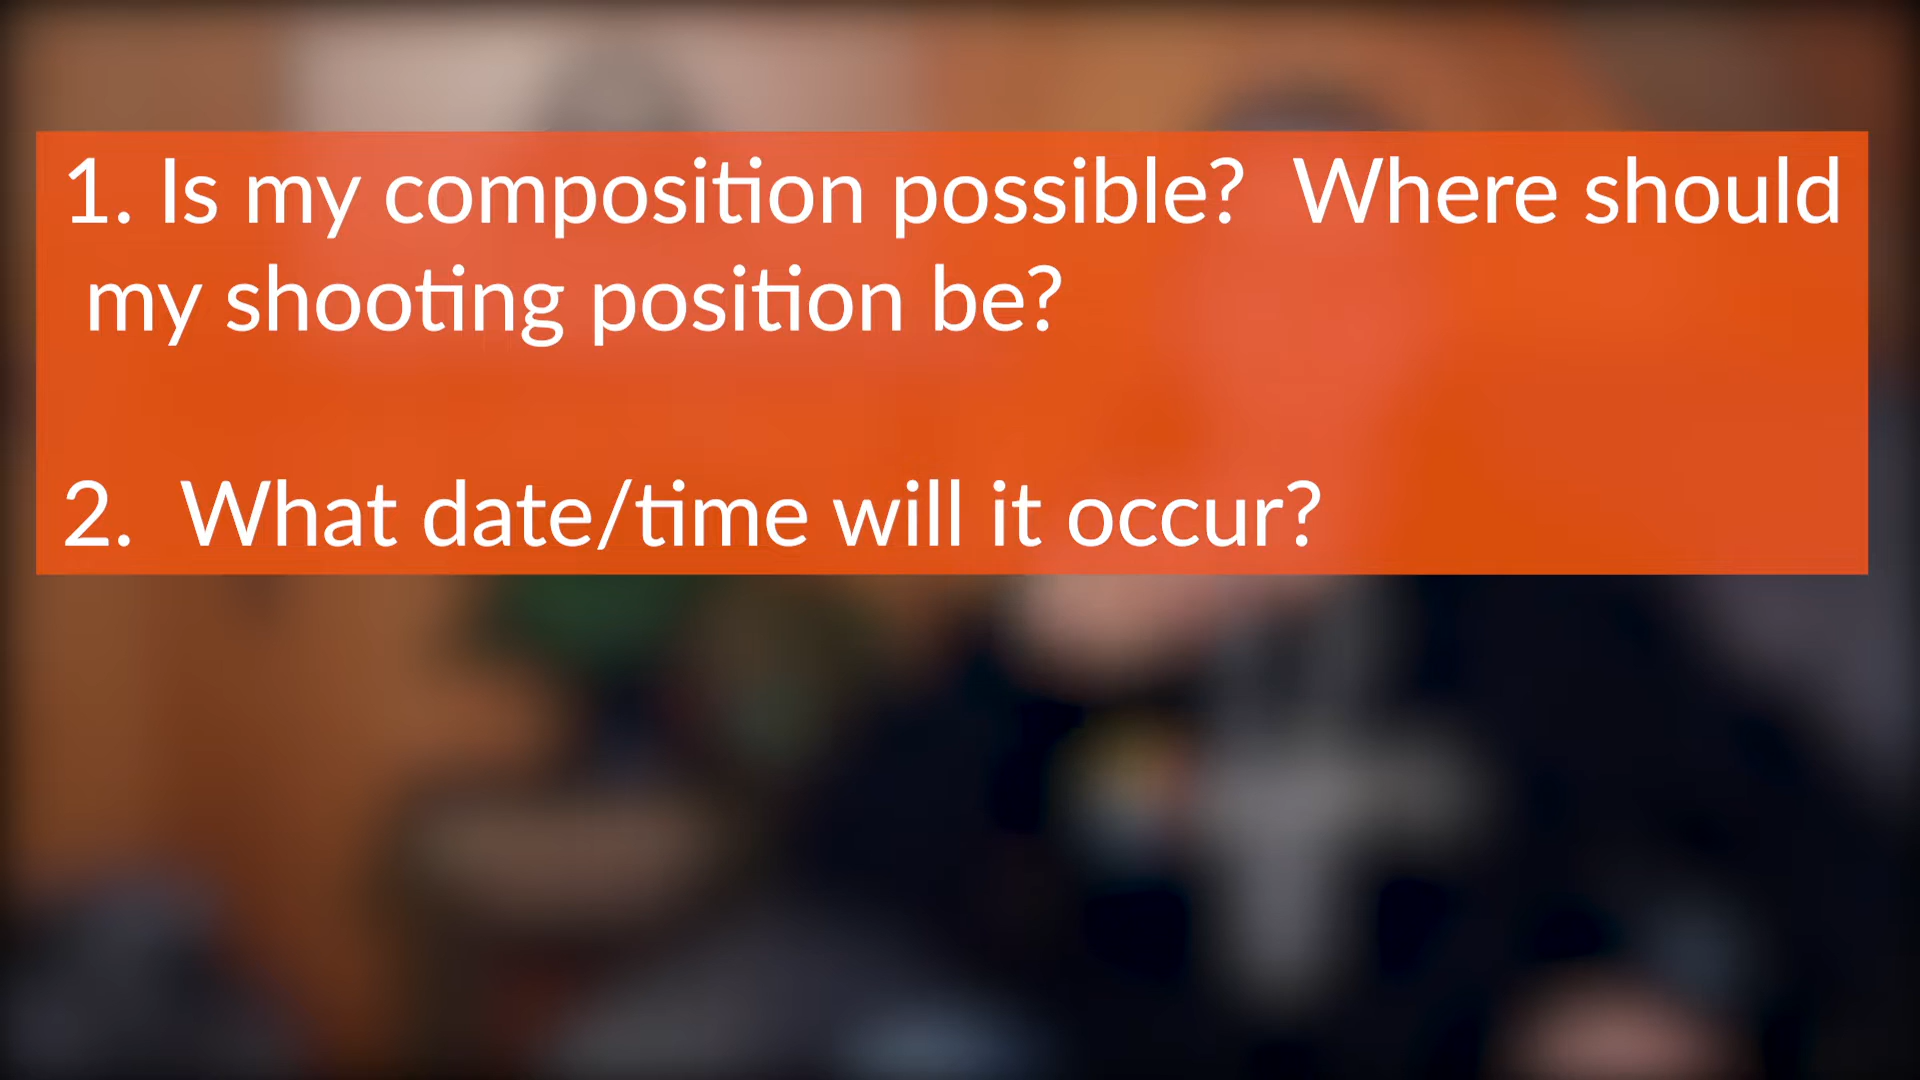 1. Is my composition possible?  Where should
my shooting position be?
2.  What date/time will it occur?